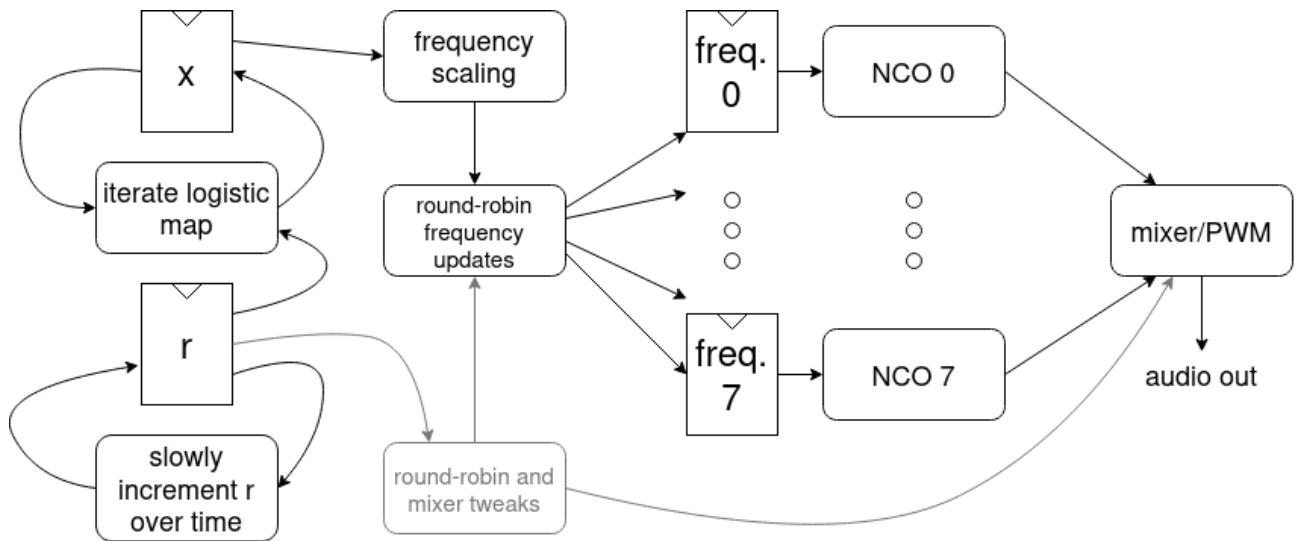 x
frequency
scaling
freq.
0
NCO 0
iterate logistic
map
round-robin
frequency
updates
mixer/PWM
r
freq.
7
NCO 7
audio out
slowly
increment r
over time
round-robin and
mixer tweaks